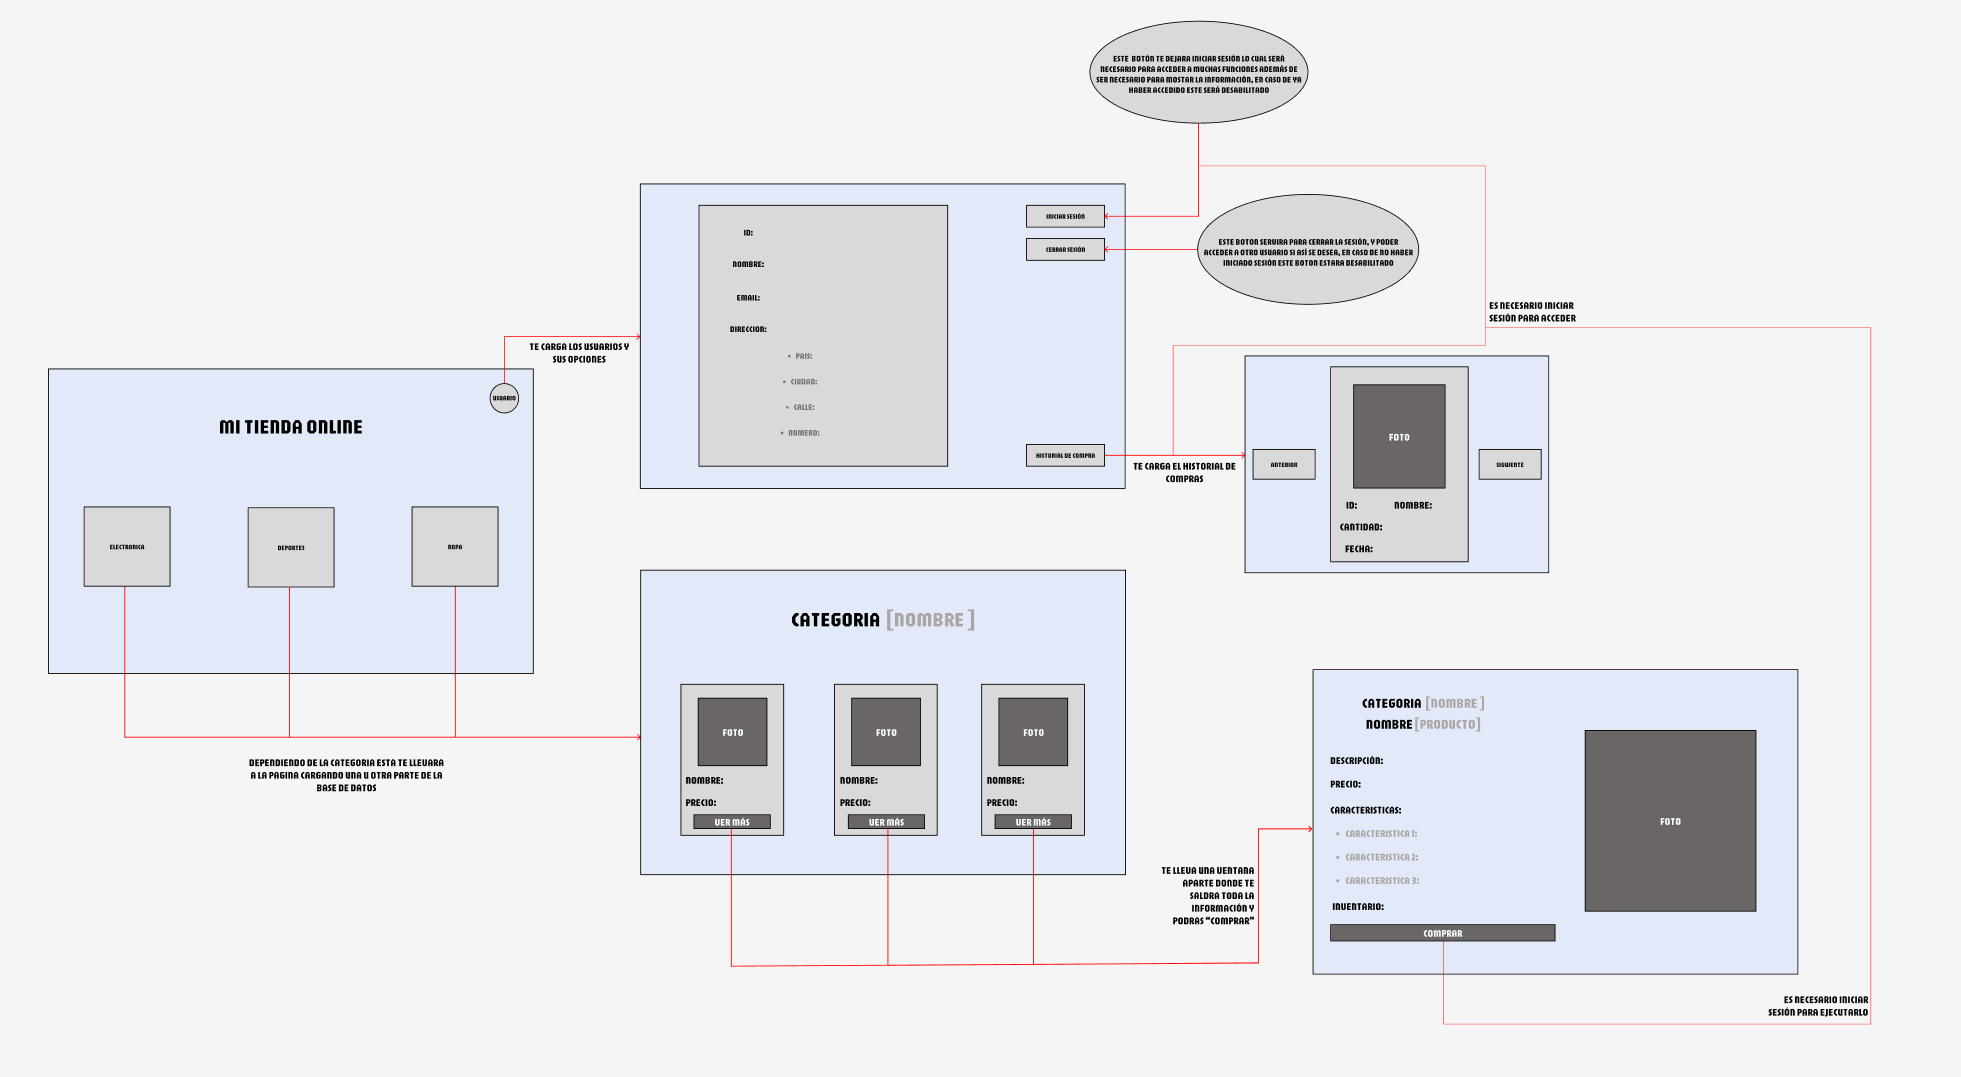 ESTE BOTÓN TE DEJARA INICIAR SESIÓN LO CUAL SERÁ
NECESARIO PARA ACCEDER A MUCHAS FUNCIONES ADEMÁS DE
SER NECESARIO PARA MOSTAR LA INFORMACIÓN, EN CASO DE YA
HABER ACCEDIDO ESTE SERÁ DESABILITADO
INICIAR SESIÓN
CERRAR SESIÓN
ESTE BOTON SERVIRA PARA CERRAR LA SESIÓN, Y PODER
ACCEDER A OTRO USUARIO SI ASÍ SE DESEA, EN CASO DE NO HABER
INICIADO SESIÓN ESTE BOTON ESTARA DESABILITADO
ID:
NOMBRE:
EMAIL:
DIRECCION:
• PAIS:
• CIUDAD:
• CALLE:
• NUMERO:
HISTORIAL DE COMPRA
ES NECESARIO INICIAR
SESIÓN PARA ACCEDER
TE CARGA LOS USUARIOS Y
SUS OPCIONES
USUARIO
MI TIENDA ONLINE
ELECTRONICA
DEPORTES
ROPA
TE CARGA EL HISTORIAL DE
COMPRAS
ANTERIOR
FOTO
SIGUIENTE
ID:
NOMBRE:
CANTIDAD:
FECHA:
DEPENDIENDO DE LA CATEGORIA ESTA TE LLEVARA
A LA PAGINA CARGANDO UNA U OTRA PARTE DE LA
BASE DE DATOS
CATEGORIA [NOMBRE ]
FOTO
NOMBRE:
PRECIO:
VER MÁS
FOTO
NOMBRE:
PRECIO:
VER MÁS
FOTO
NOMBRE:
PRECIO:
VER MÁS
TE LLEVA UNA VENTANA
APARTE DONDE TE
SALDRA TODA LA
INFORMACIÓN Y
PODRAS "COMPRAR"
CATEGORIA [NOMBRE ]
NOMBRE [PRODUCTO]
DESCRIPCIÓN:
PRECIO:
CARACTERISTICAS:
• CARACTERISTICA 1:
• CARACTERISTICA 2:
• CARACTERISTICA 3:
INVENTARIO:
COMPRAR
FOTO
ES NECESARIO INICIAR
SESIÓN PARA EJECUTARLO